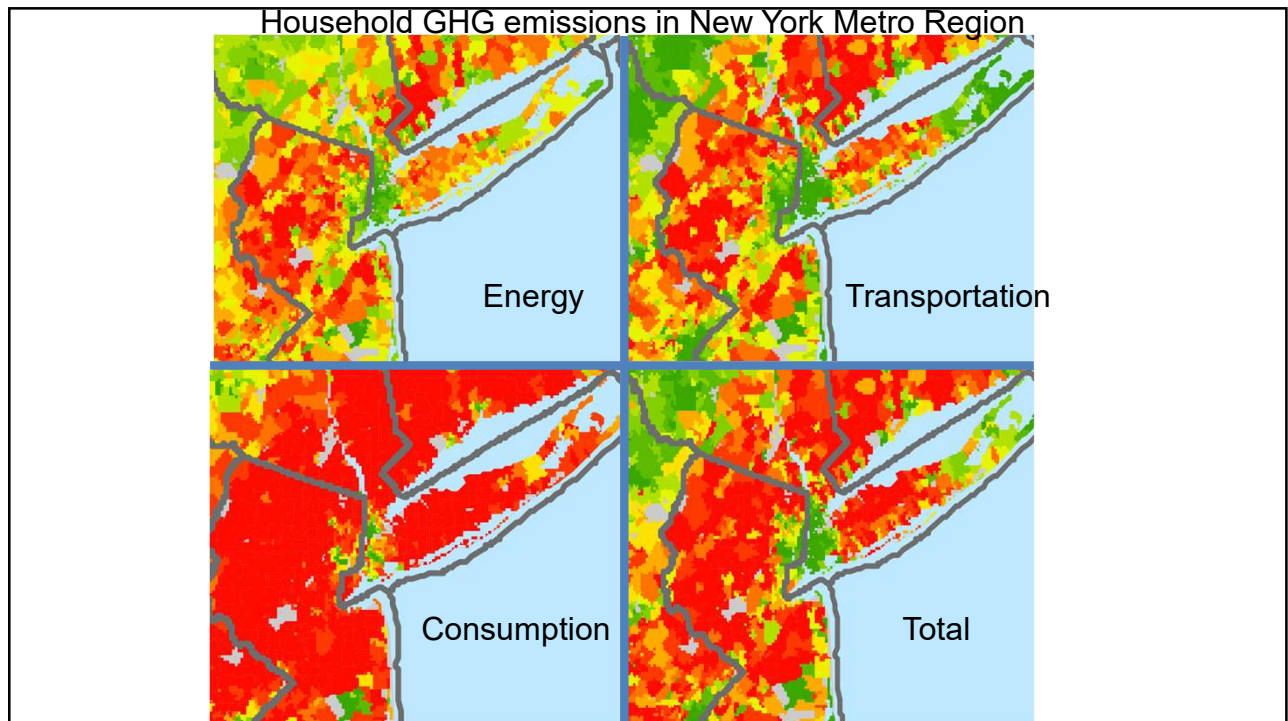 Household GHG emissions in New York Metro Region
Energy
Transportation
Consumption
Total